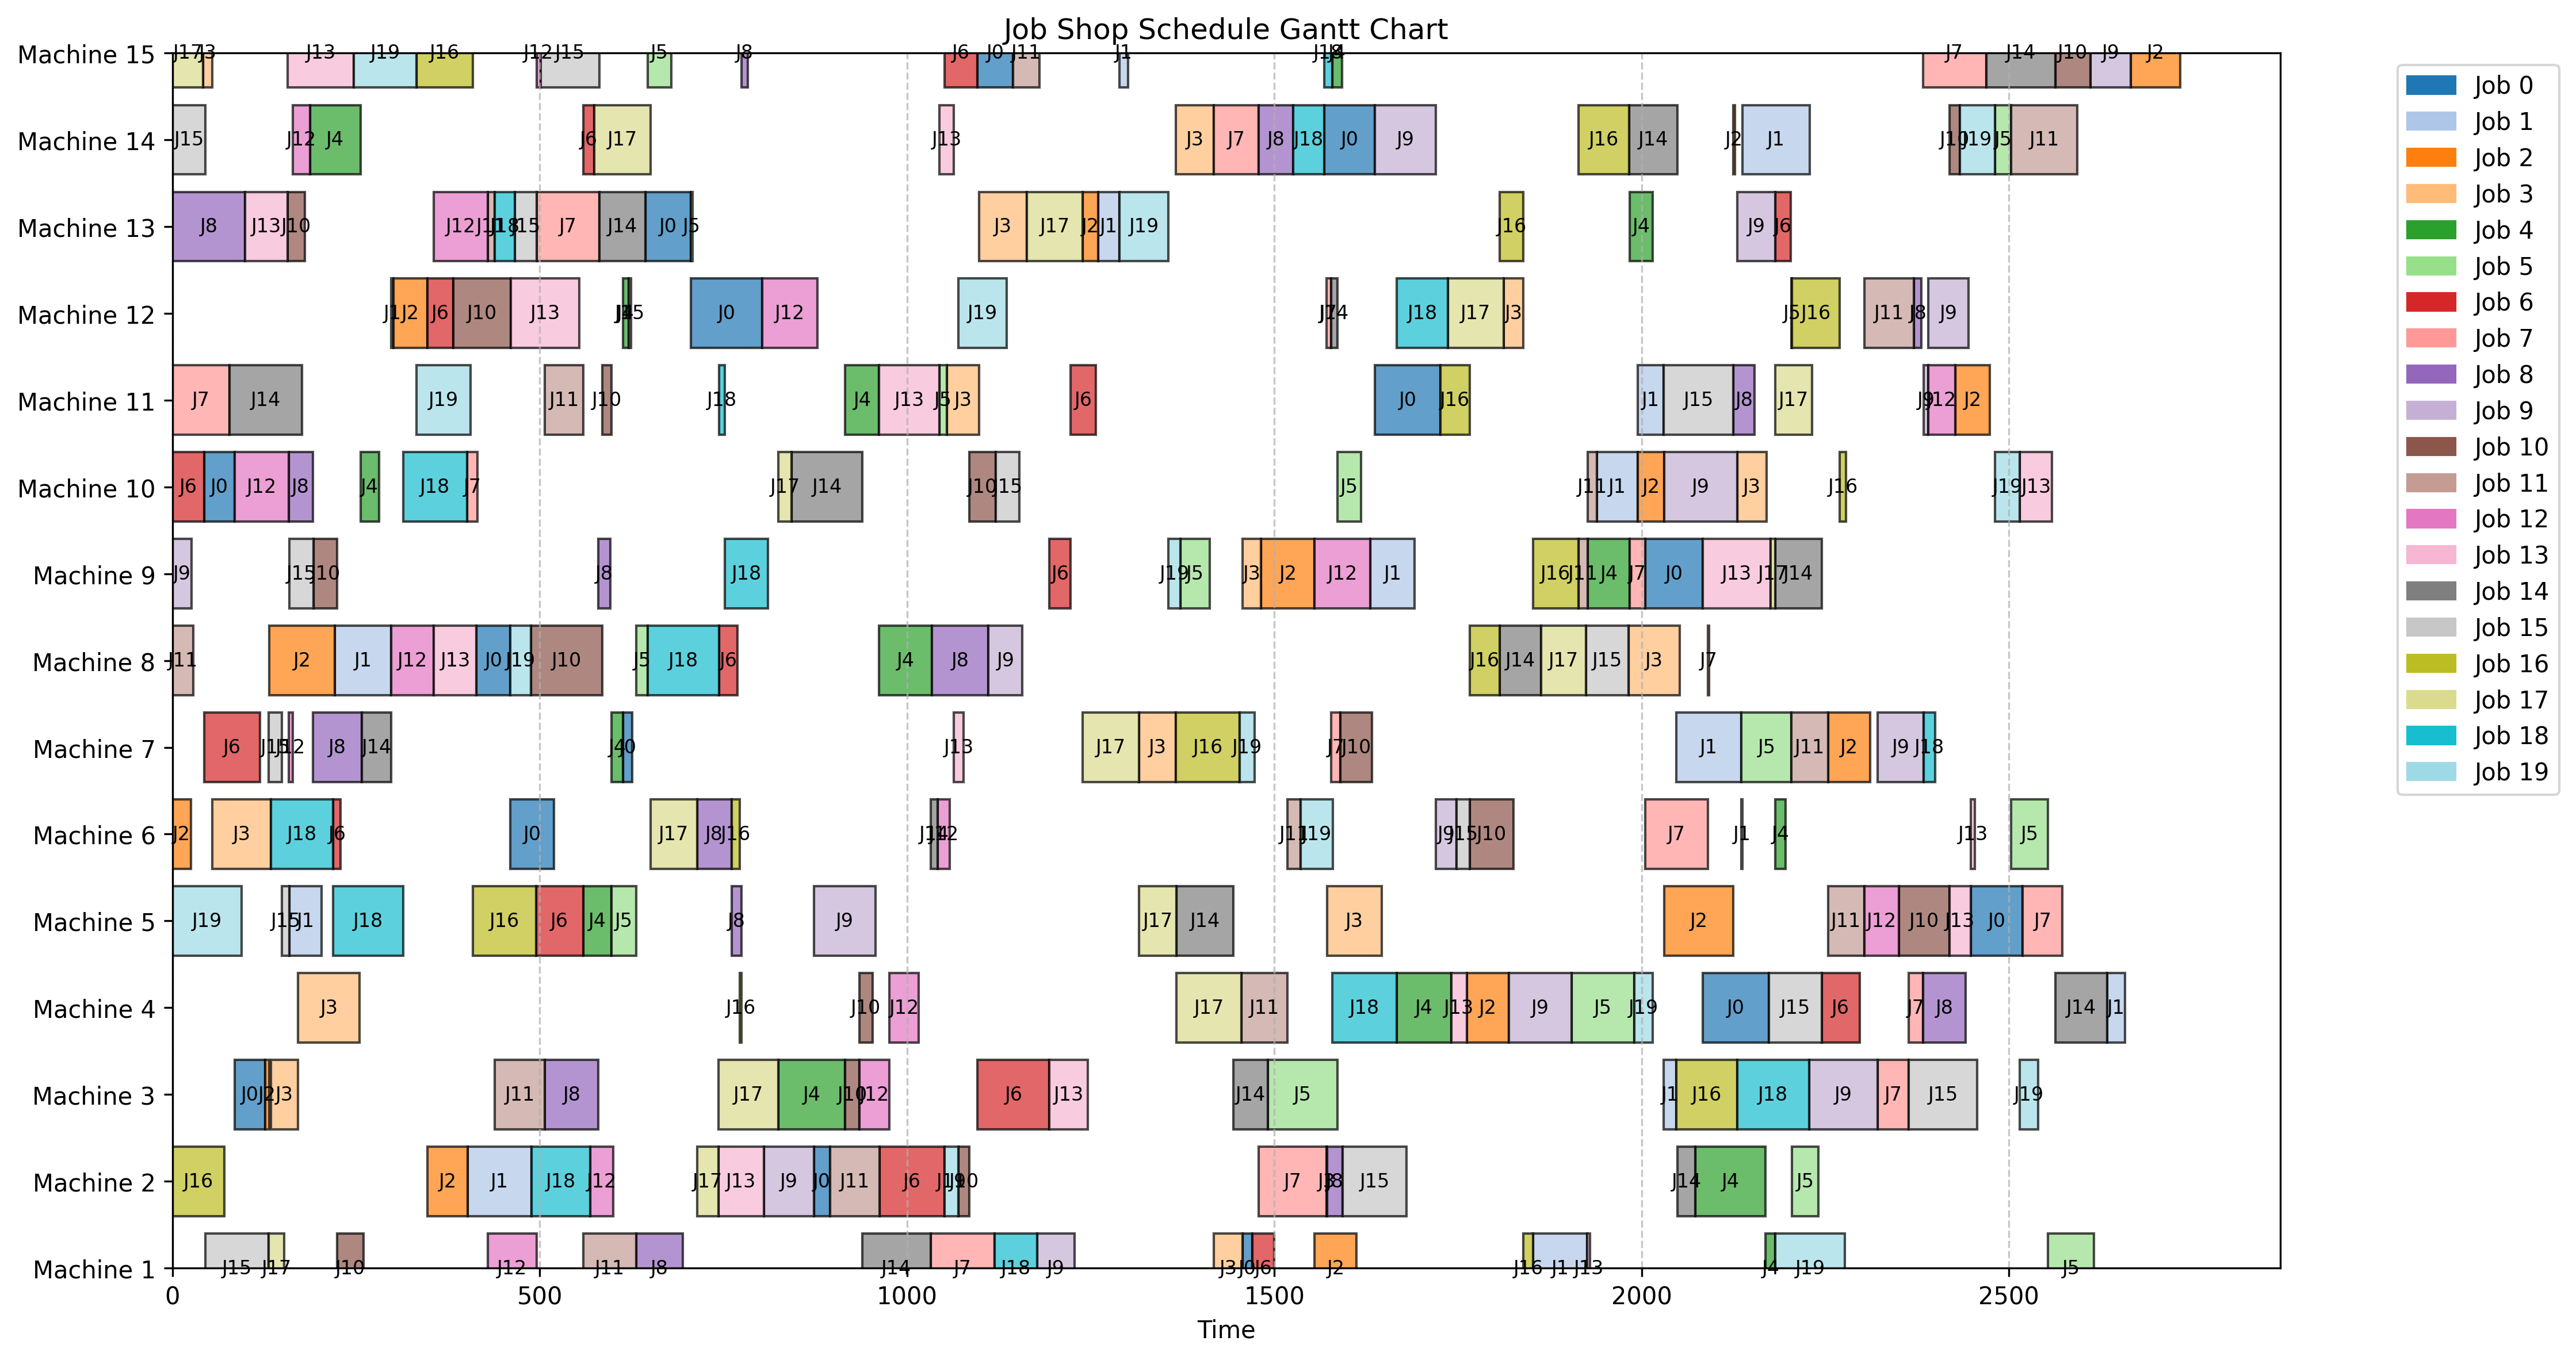 Job Shop Schedule Gantt Chart
Machine 15 J17 J3 J13 J19 J16 J12 J15 J5 J8 J6 J0 J11 J1 J18 J4 J7 J14 J10 J9 J2
Machine 14 J15 J12 J4 J6 J17 J13 J3 J7 J8 J18 J0 J9 J16 J14 J2 J1 J10 J19 J5 J11
Machine 13 J8 J13 J10 J12 J11 J18 J15 J7 J14 J0 J5 J3 J17 J2 J1 J19 J16 J4 J9 J6
Machine 12 J1 J2 J6 J10 J13 J4 J15 J0 J12 J19 J7 J14 J18 J17 J3 J5 J16 J11 J8 J9
Machine 11 J7 J14 J19 J11 J10 J18 J4 J13 J5 J3 J6 J0 J16 J1 J15 J8 J17 J9 J12 J2
Machine 10 J6 J0 J12 J8 J4 J18 J7 J17 J14 J10 J15 J5 J11 J1 J2 J9 J3 J16 J19 J13
Machine 9 J9 J15 J10 J8 J18 J6 J19 J5 J3 J2 J12 J1 J16 J11 J4 J7 J0 J13 J17 J14
Machine 8 J11 J2 J1 J12 J13 J0 J19 J10 J5 J18 J6 J4 J8 J9 J16 J14 J17 J15 J3 J7
Machine 7 J6 J15 J12 J8 J14 J4 J0 J13 J17 J3 J16 J19 J7 J10 J1 J5 J11 J2 J9 J18
Machine 6 J2 J3 J18 J6 J0 J17 J8 J16 J14 J12 J11 J19 J9 J15 J10 J7 J1 J4 J13 J5
Machine 5 J19 J15 J1 J18 J16 J6 J4 J5 J8 J9 J17 J14 J3 J2 J11 J12 J10 J13 J0 J7
Machine 4 J3 J16 J10 J12 J17 J11 J18 J4 J13 J2 J9 J5 J19 J0 J15 J6 J7 J8 J14 J1
Machine 3 J0 J2 J3 J11 J8 J17 J4 J10 J12 J6 J13 J14 J5 J1 J16 J18 J9 J7 J15 J19
Machine 2 J16 J2 J1 J18 J12 J17 J13 J9 J0 J11 J6 J19 J10 J7 J3 J8 J15 J14 J4 J5
Machine 1 J15 J17 J10 J12 J11 J8 J14 J7 J18 J9 J3 J0 J6 J2 J16 J1 J13 J4 J19 J5
0 500 1000 1500 2000 2500
Time
Job 0
Job 1
Job 2
Job 3
Job 4
Job 5
Job 6
Job 7
Job 8
Job 9
Job 10
Job 11
Job 12
Job 13
Job 14
Job 15
Job 16
Job 17
Job 18
Job 19